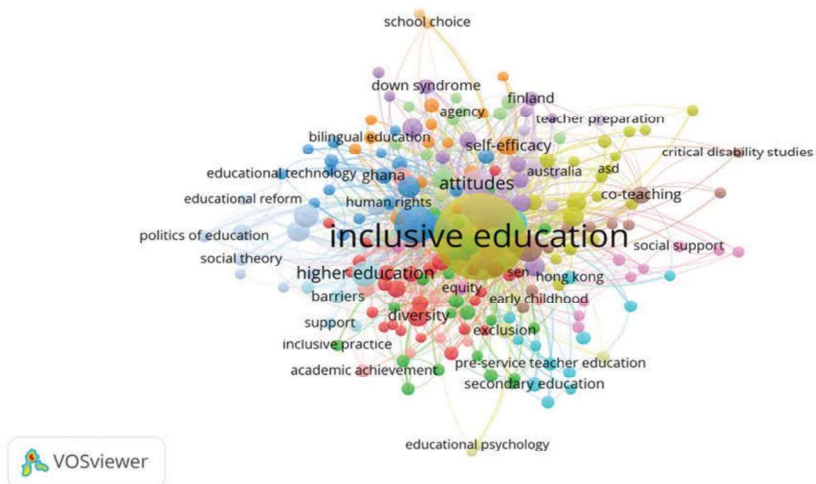 school choice
down syndrome
finland
agency
teacher preparation
bilingual education
self-efficacy
critical disability studies
educational technology
ghana
australia
asd
attitudes
educational reform
human rights
co-teaching
politics of education
inclusive education
social support
social theory
higher education
sen
hong kong
barriers
equity
early childhood
support
diversity
exclusion
inclusive practice
academic achievement
pre-service teacher education
secondary education
educational psychology
VOSviewer